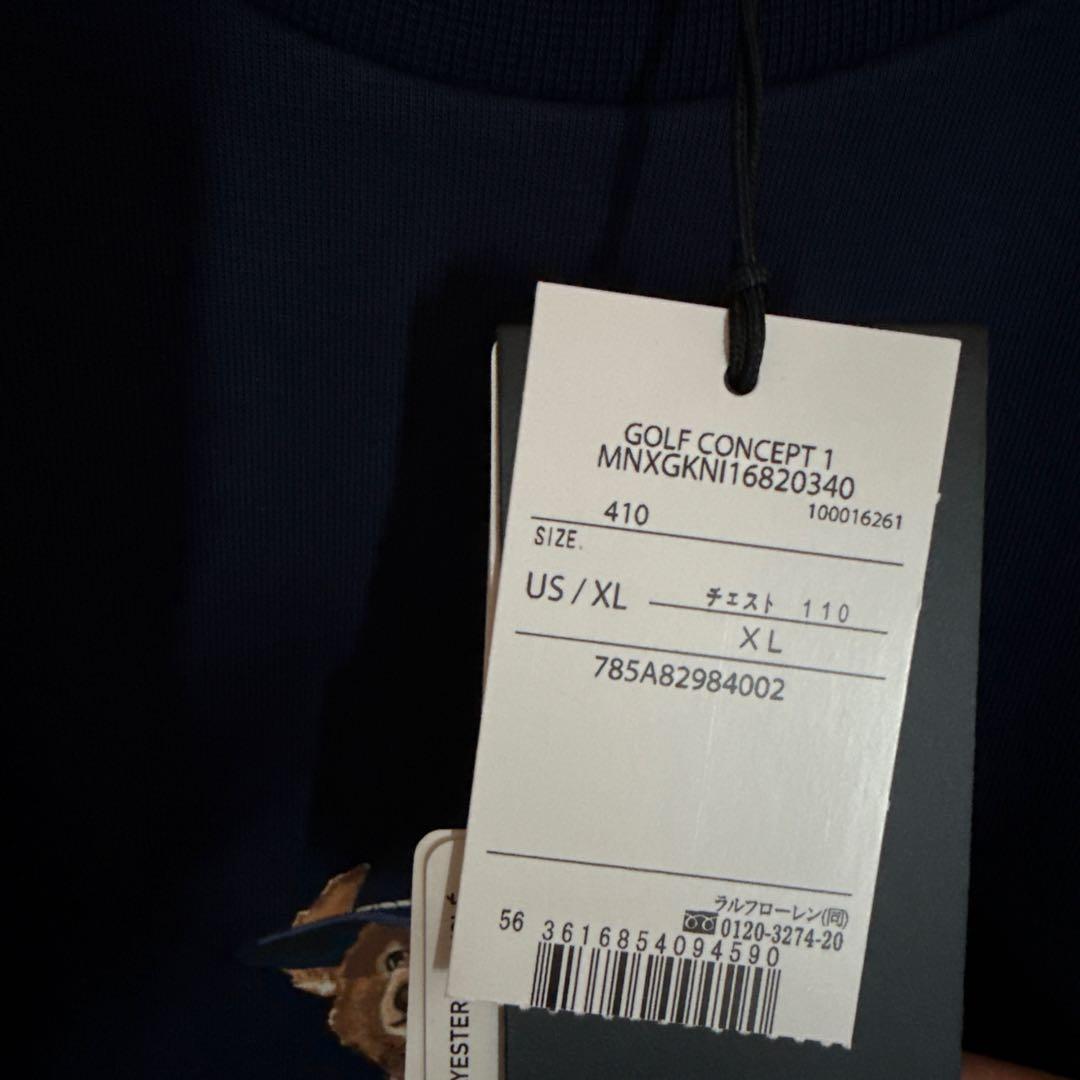 GOLF CONCEPT 1
MNXGKNI16820340
410 100016261
SIZE.
US / XL チェスト 110
XL
785A82984002
ラルフローレン(同)
56 0120-3274-20
3616854094590
YESTER